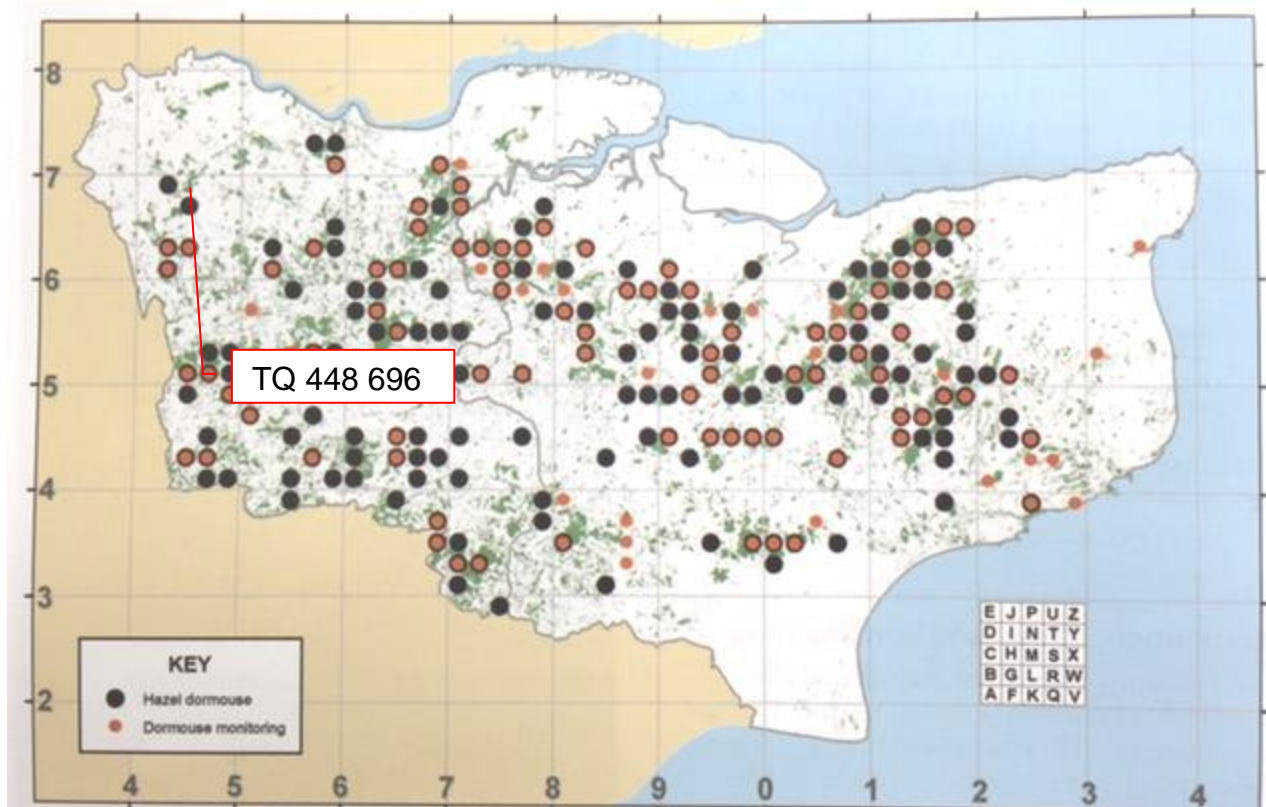 8
7
6
5
4
3
2
TQ 448 696
KEY
Hazel dormouse
Dormouse monitoring
E J P U Z
D I N T Y
C H M S X
B G L R W
A F K Q V
4 5 6 7 8 9 0 1 2 3 4